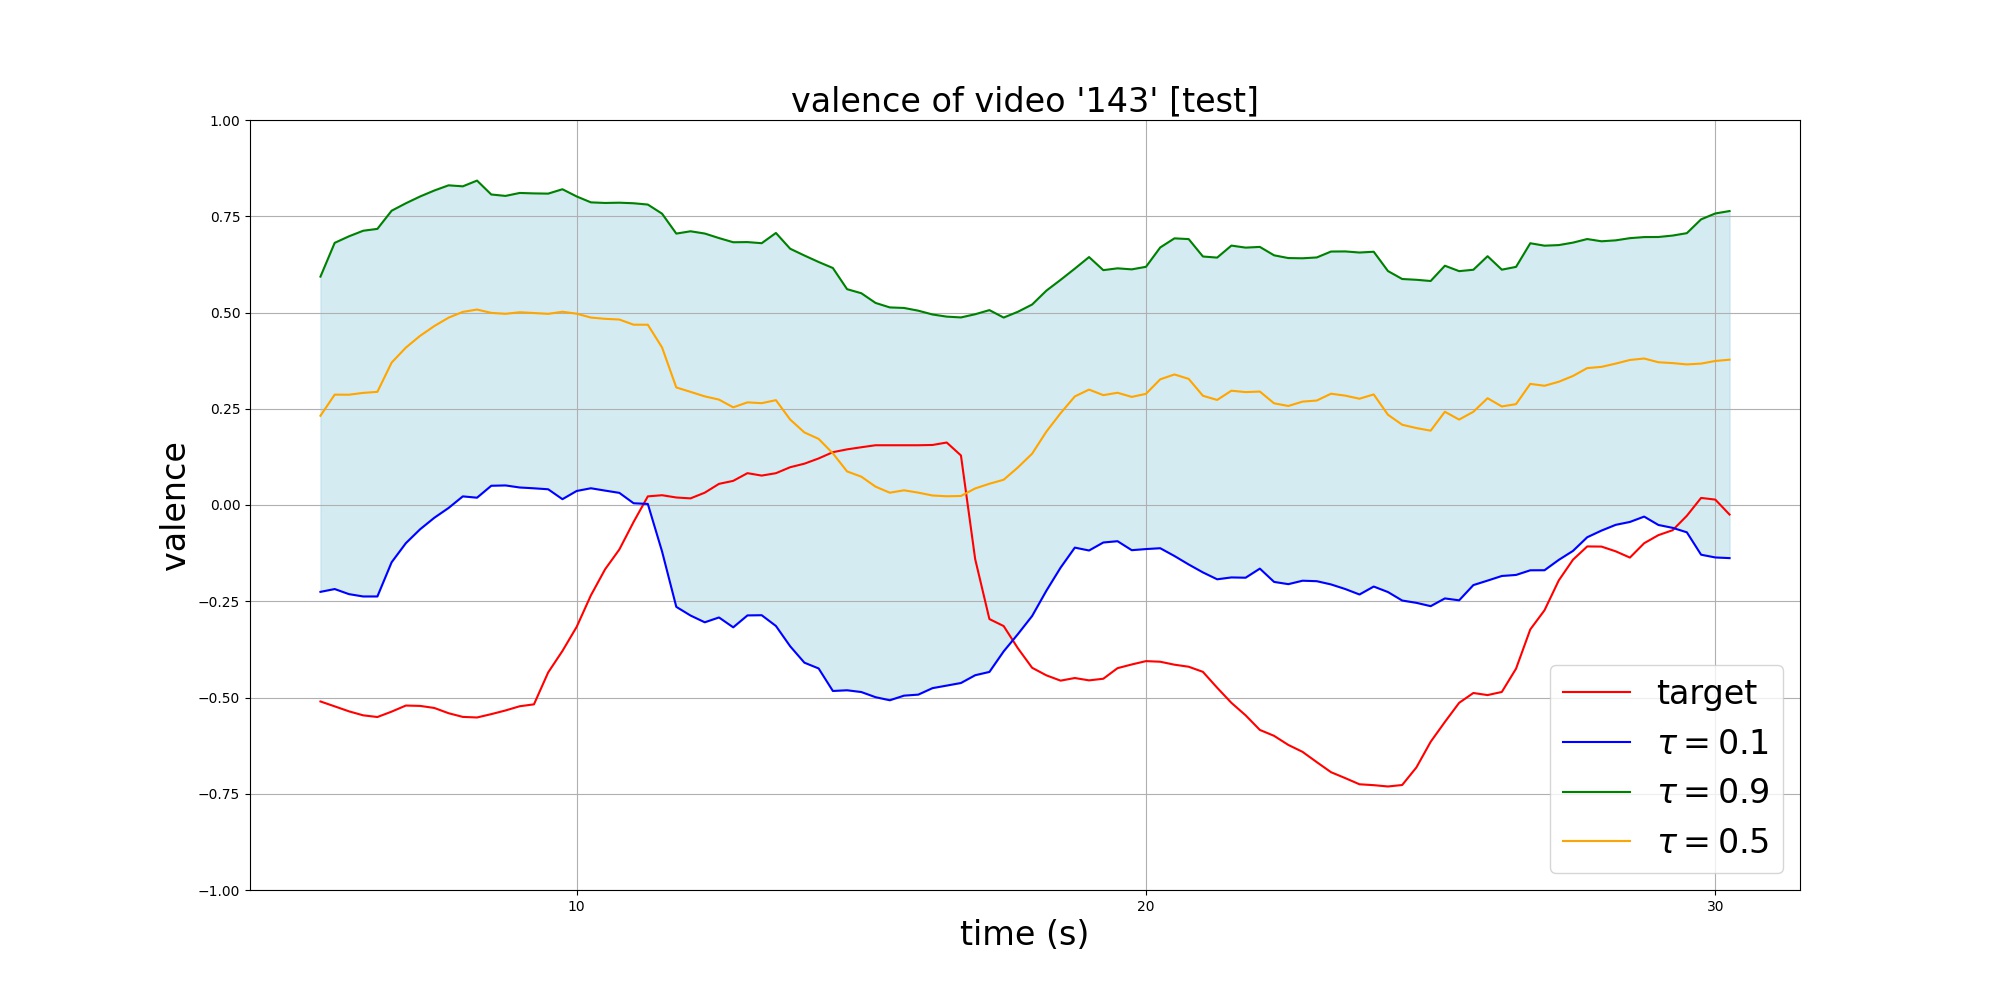 valence of video '143' [test]
1.00
0.75
0.50
0.25
0.00
−0.25
−0.50
−0.75
−1.00
valence
10
20
30
time (s)
target
τ = 0.1
τ = 0.9
τ = 0.5